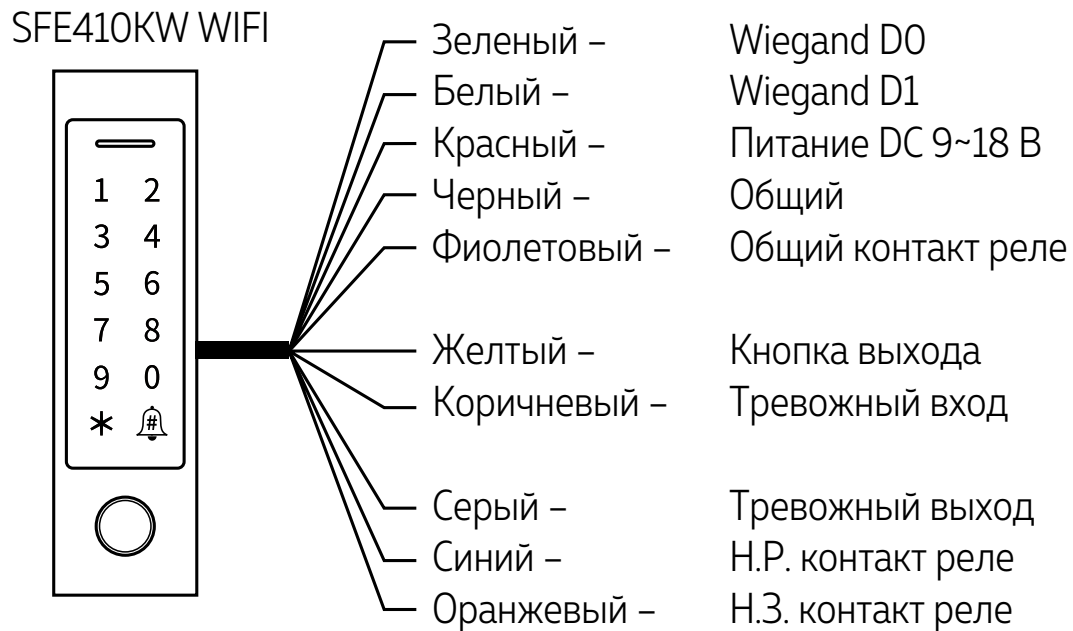 SFE410KW WIFI
Зеленый – Wiegand D0
Белый – Wiegand D1
Красный – Питание DC 9~18 В
Черный – Общий
Фиолетовый – Общий контакт реле
Желтый – Кнопка выхода
Коричневый – Тревожный вход
Серый – Тревожный выход
Синий – Н.Р. контакт реле
Оранжевый – Н.З. контакт реле
1 2
3 4
5 6
7 8
9 0
* #